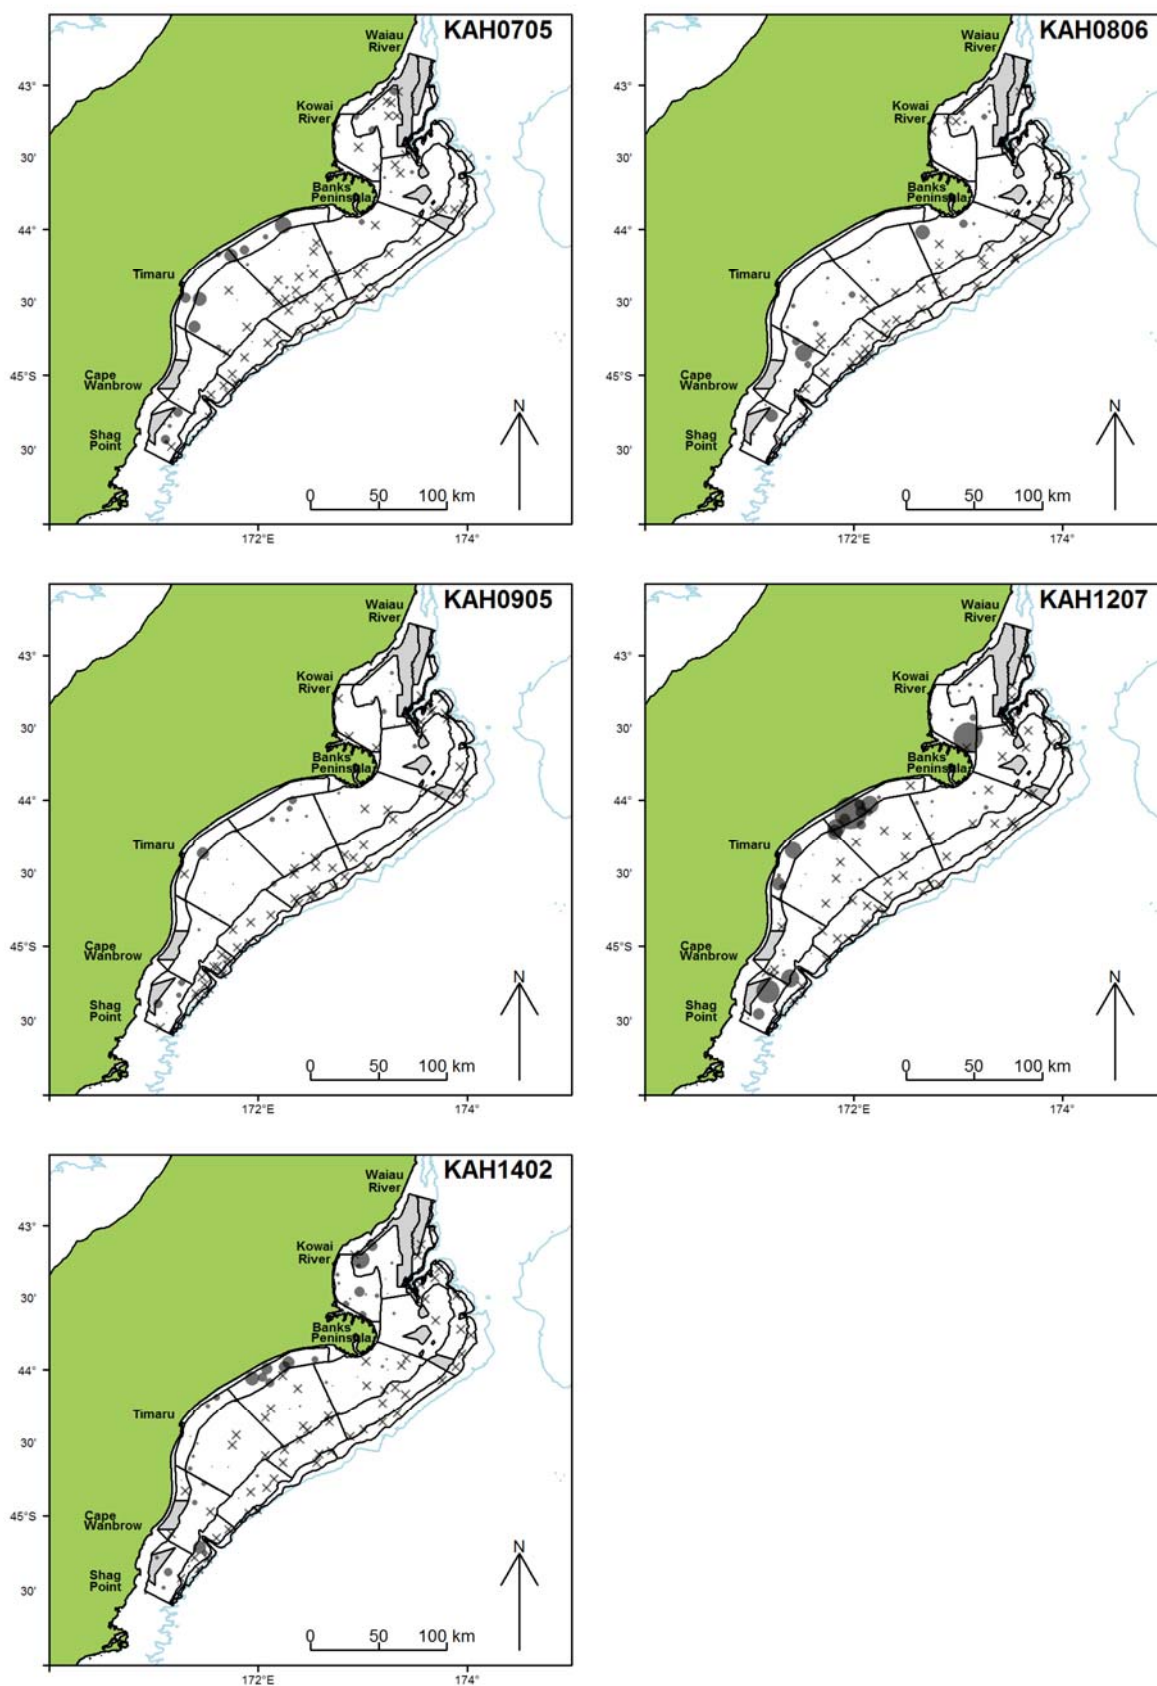 KAH0705
Waiau
River
43°
Kowai
River
30'
Banks
Peninsula
44°
Timaru
30'
Cape
Wanbrow
45°S
Shag
Point
30'
N
0 50 100 km
172°E 174°
KAH0806
Waiau
River
43°
Kowai
River
30'
Banks
Peninsula
44°
Timaru
30'
Cape
Wanbrow
45°S
Shag
Point
30'
N
0 50 100 km
172°E 174°
KAH0905
Waiau
River
43°
Kowai
River
30'
Banks
Peninsula
44°
Timaru
30'
Cape
Wanbrow
45°S
Shag
Point
30'
N
0 50 100 km
172°E 174°
KAH1207
Waiau
River
43°
Kowai
River
30'
Banks
Peninsula
44°
Timaru
30'
Cape
Wanbrow
45°S
Shag
Point
30'
N
0 50 100 km
172°E 174°
KAH1402
Waiau
River
43°
Kowai
River
30'
Banks
Peninsula
44°
Timaru
30'
Cape
Wanbrow
45°S
Shag
Point
30'
N
0 50 100 km
172°E 174°